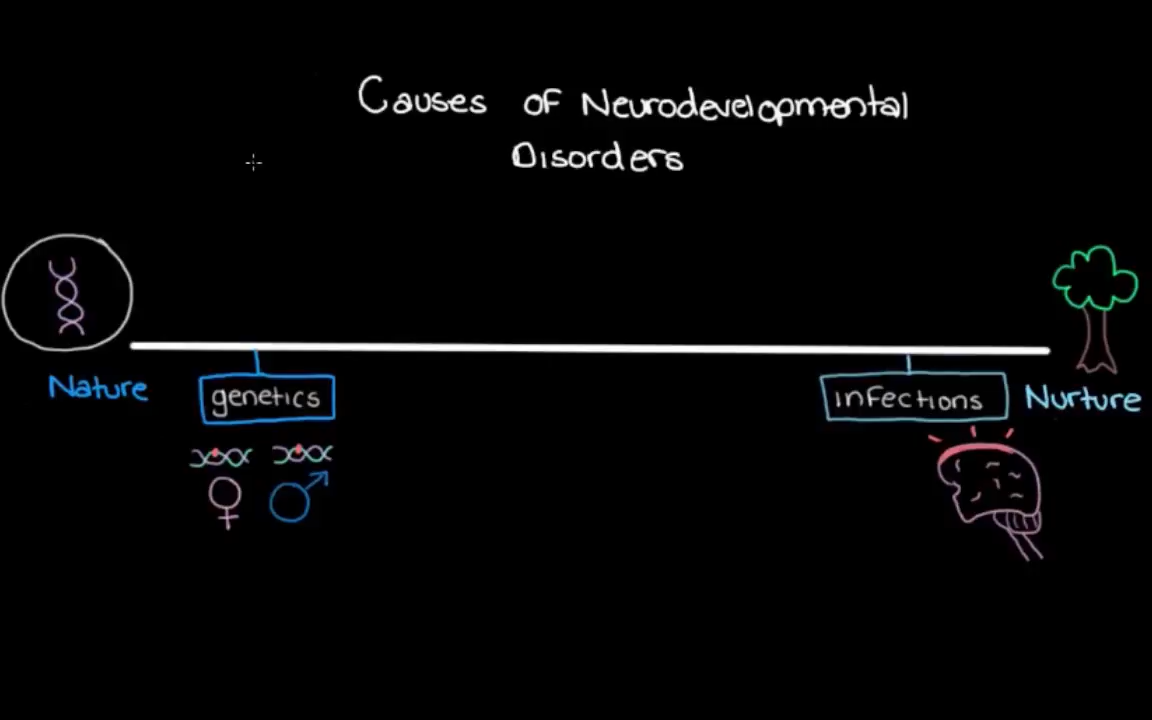 Causes of Neurodevelopmental
Disorders
Nature
genetics
infections
Nurture